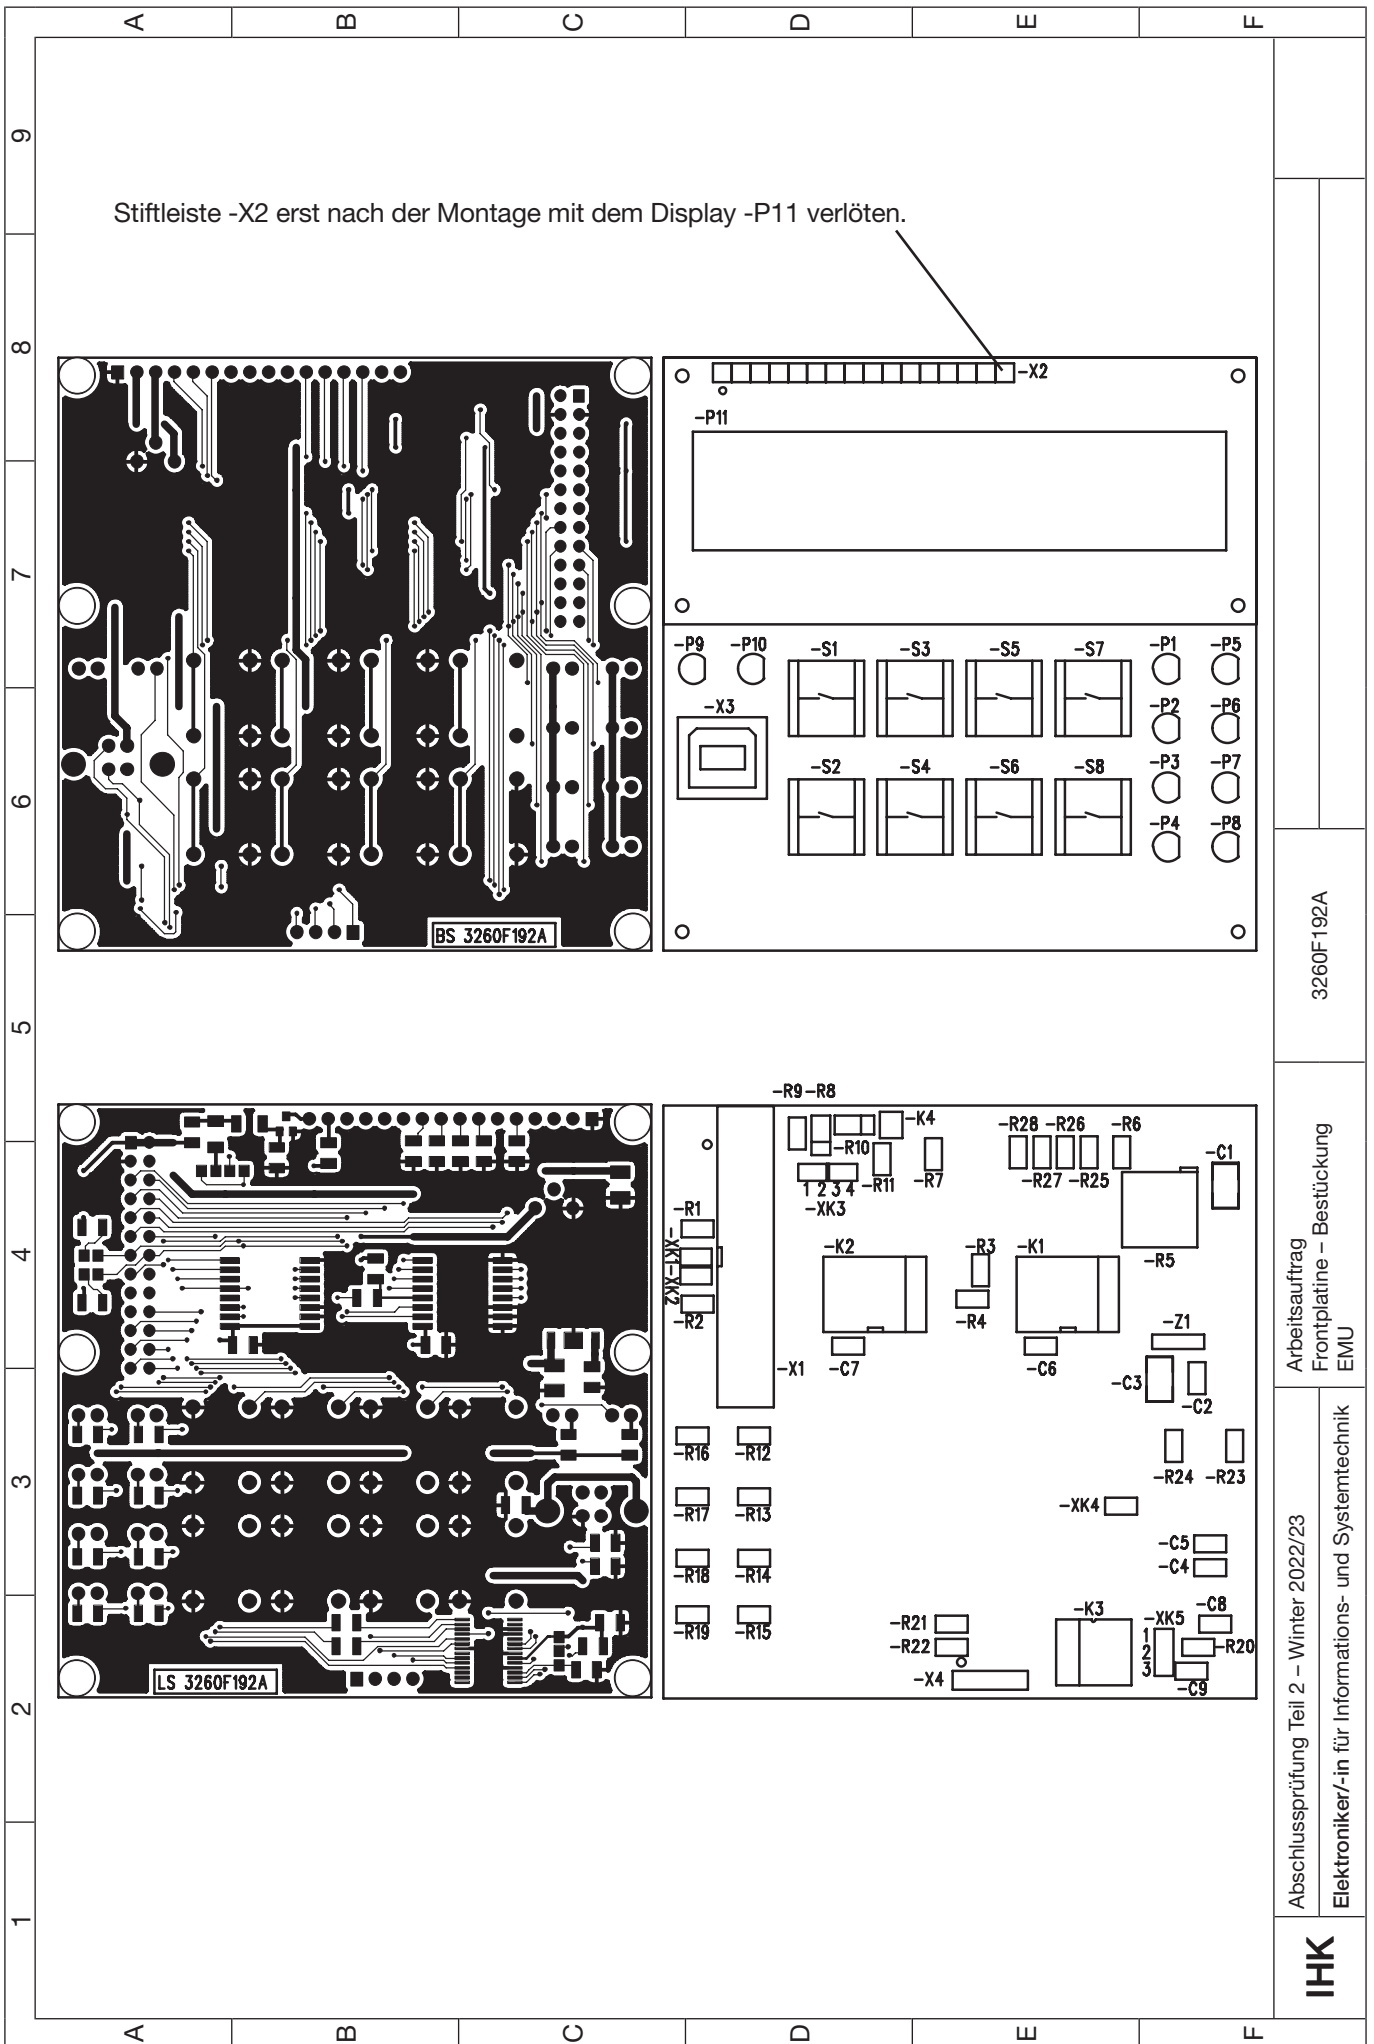 A B C D E F
9
8
7
6
5
4
3
2
1
Stiftleiste -X2 erst nach der Montage mit dem Display -P11 verlöten.
-X2
-P11
-P9 -P10 -S1 -S3 -S5 -S7 -P1 -P5
-X3 -P2 -P6
-S2 -S4 -S6 -S8 -P3 -P7
-P4 -P8
BS 3260F192A
-R9 -R8
-K4 -R28 -R26 -R6
-R10 -C1
-R11 -R7 -R27 -R25
1 2 3 4
-XK3
-R1
-XK1 -XK2
-K2 -R3 -K1 -R5
-R2 -R4 -Z1
-X1 -C7 -C6 -C3
-C2
-R16 -R12 -R24 -R23
-XK4
-R17 -R13
-C5
-C4
-R18 -R14
-K3 -XK5 -C8
-R21 1
-R22 2 -R20
-R19 -R15 3
-X4 -C9
LS 3260F192A
3260F192A
Arbeitsauftrag
Frontplatine – Bestückung
EMU
Abschlussprüfung Teil 2 – Winter 2022/23
Elektroniker/-in für Informations- und Systemtechnik
IHK
A B C D E F